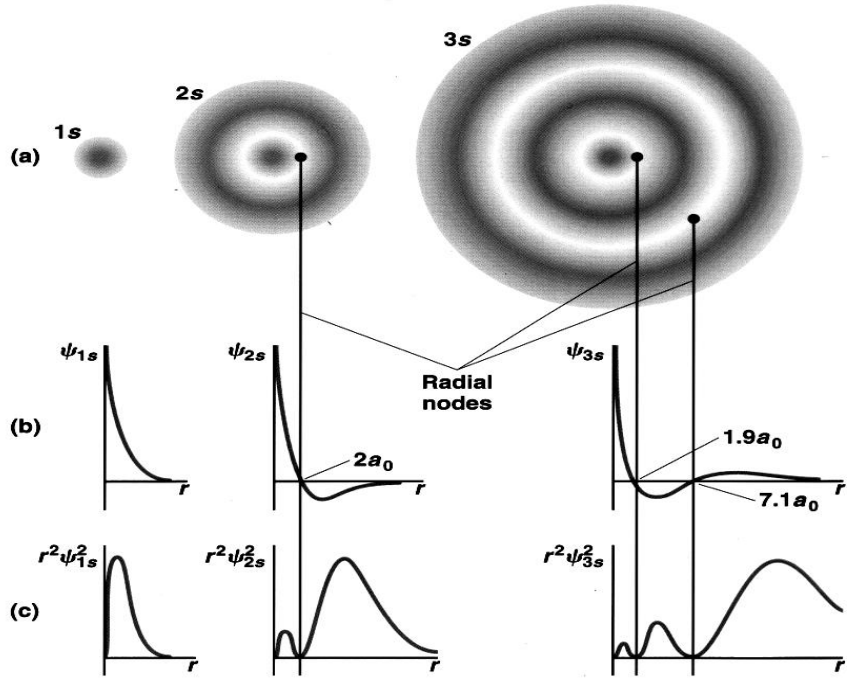 3s
2s
1s
(a)
ψ1s
ψ2s
ψ3s
Radial
nodes
(b)
2a0
1.9a0
7.1a0
r
r
r
r²ψ²1s
r²ψ²2s
r²ψ²3s
(c)
r
r
r